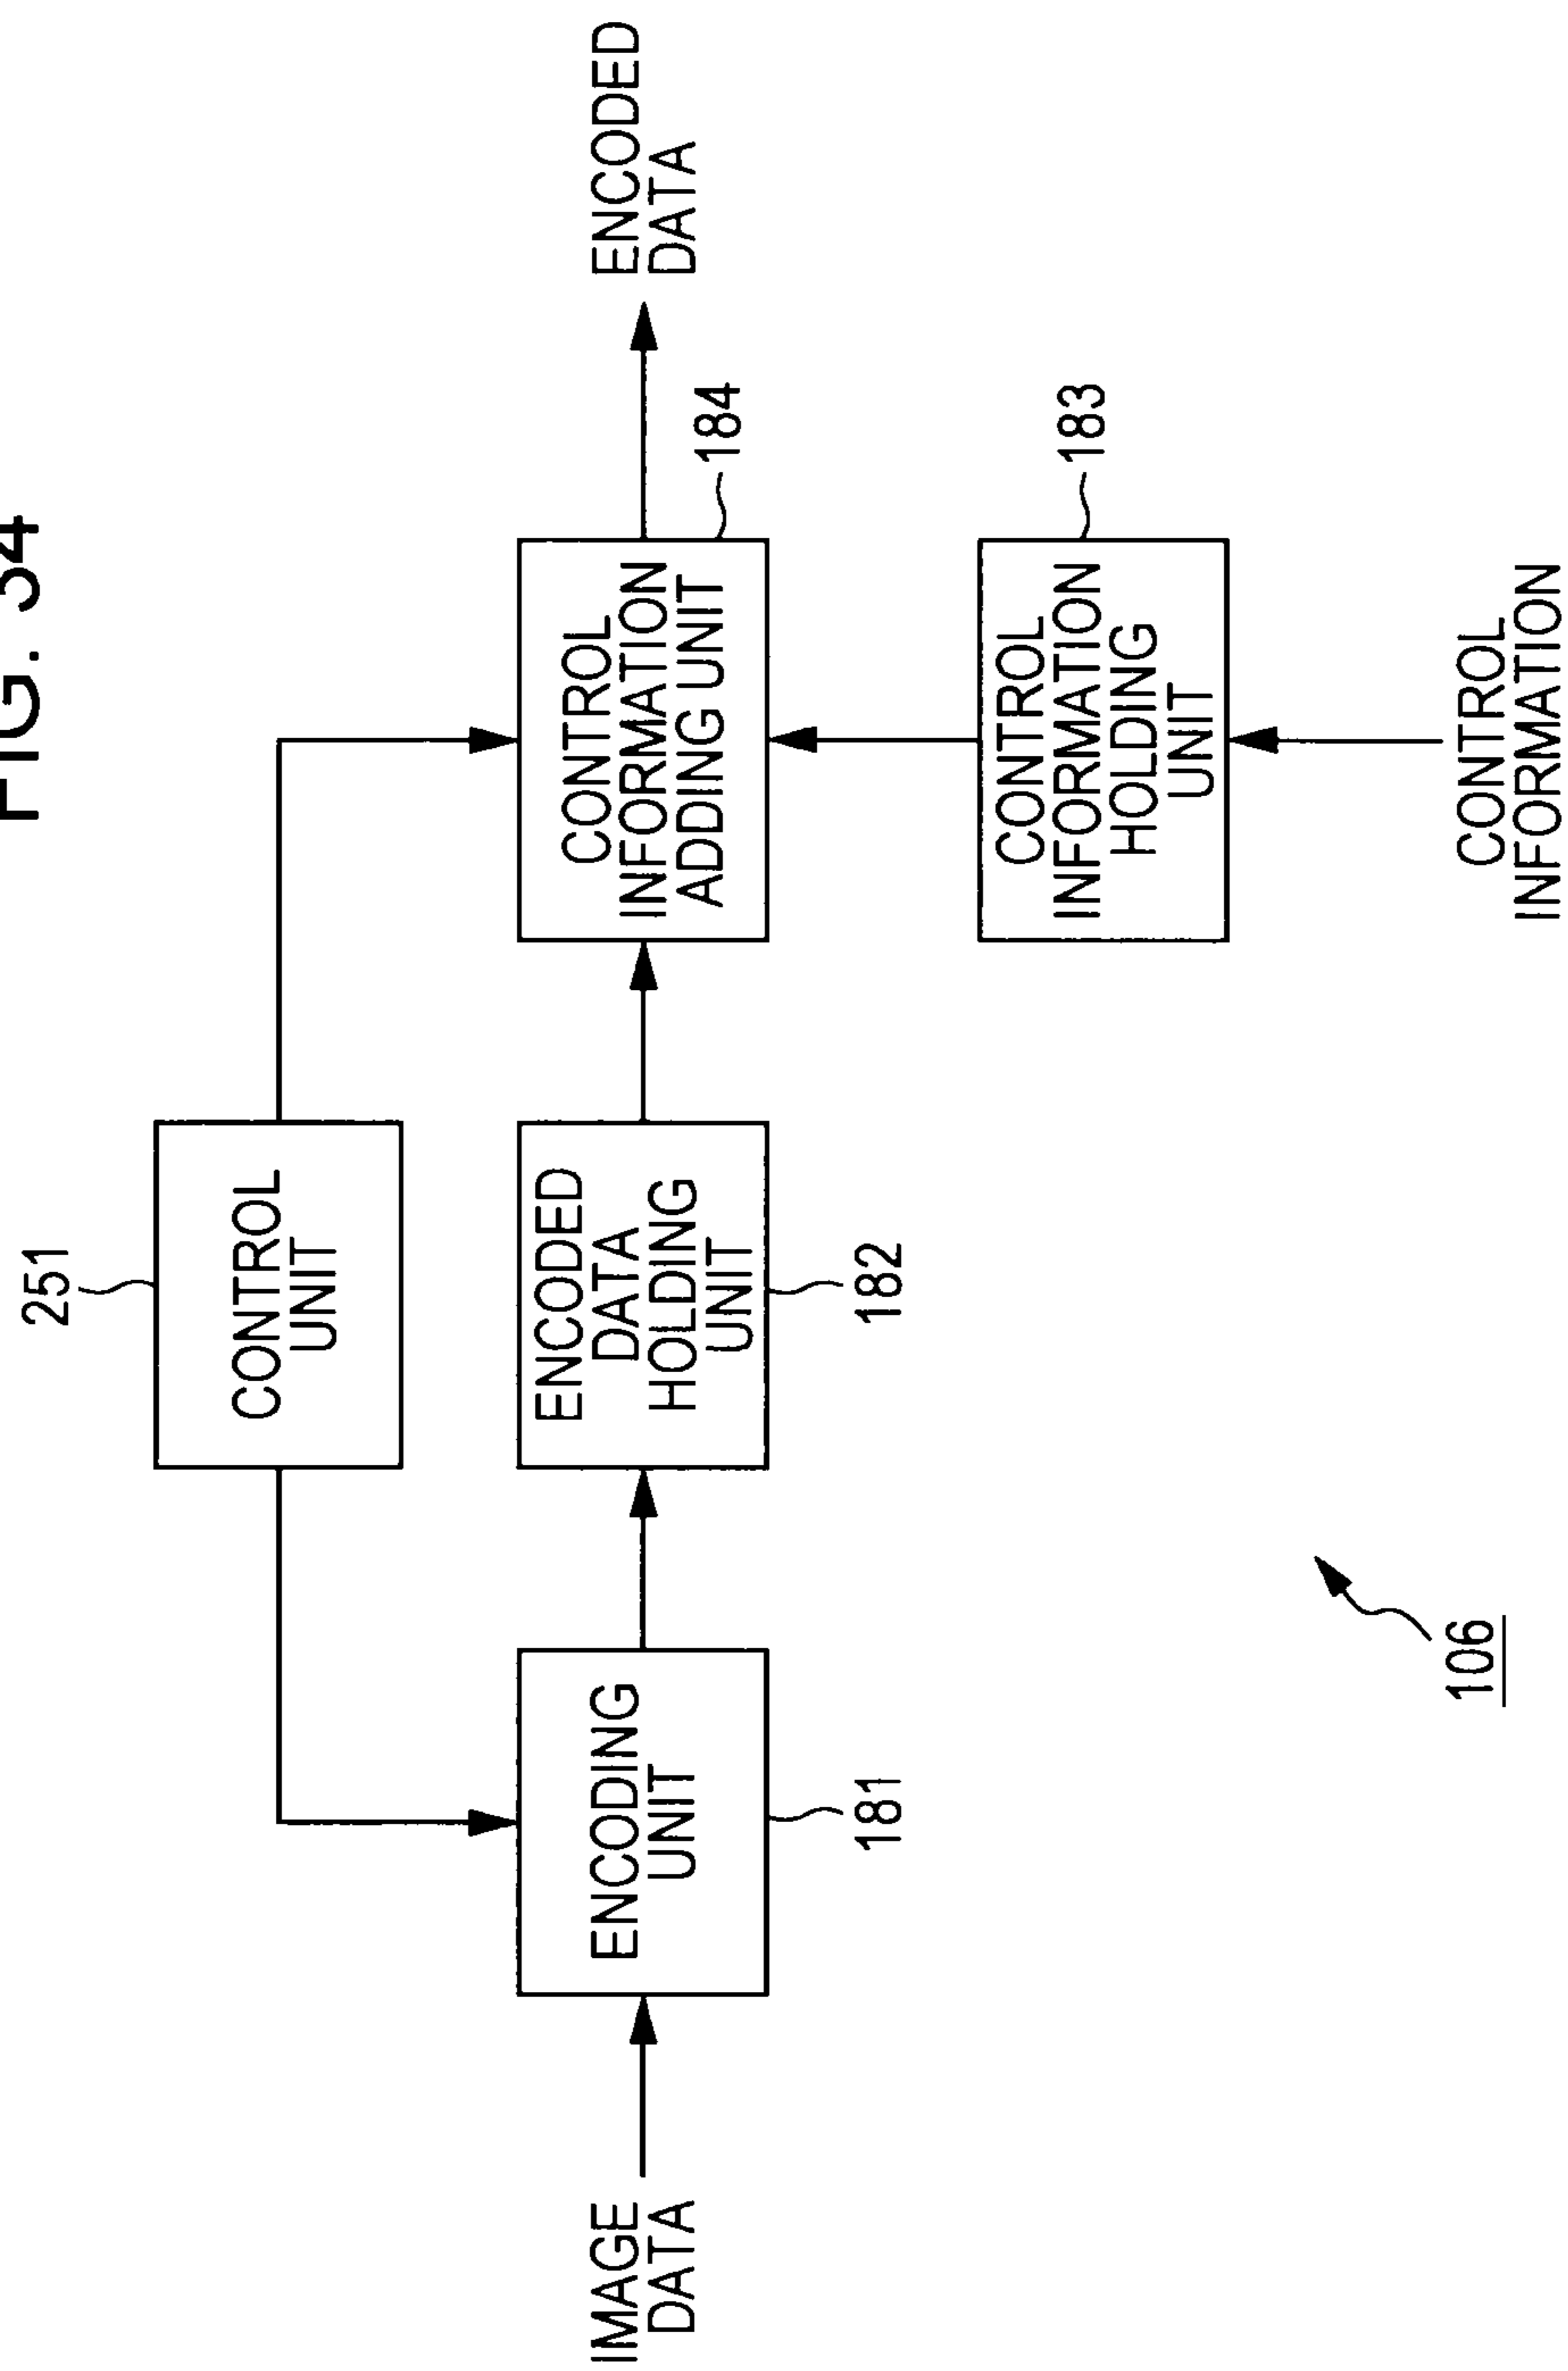 FIG. 34
251
CONTROL
UNIT
IMAGE
DATA
ENCODING
UNIT
181
ENCODED
DATA
HOLDING
UNIT
182
CONTROL
INFORMATION
ADDING UNIT
184
ENCODED
DATA
CONTROL
INFORMATION
HOLDING
UNIT
183
106
CONTROL
INFORMATION